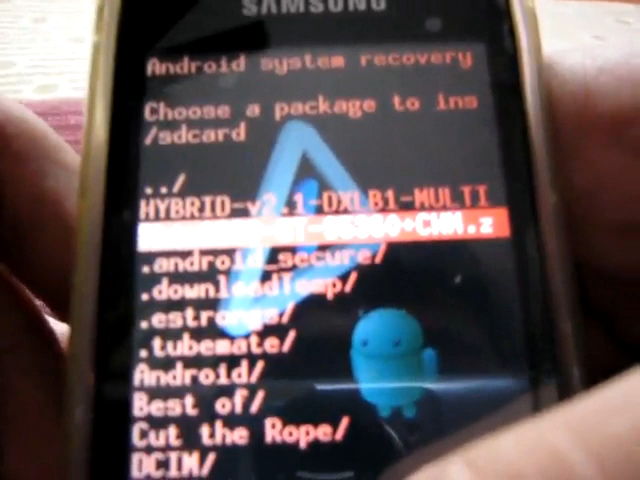 SAMSUNG
Android system recovery
Choose a package to ins
/sdcard
../
HYBRID-v2.1-DXLB1-MULTI
.android_secure/
.downloadTemp/
.estrongs/
.tubemate/
Android/
Best of/
Cut the Rope/
DCIM/